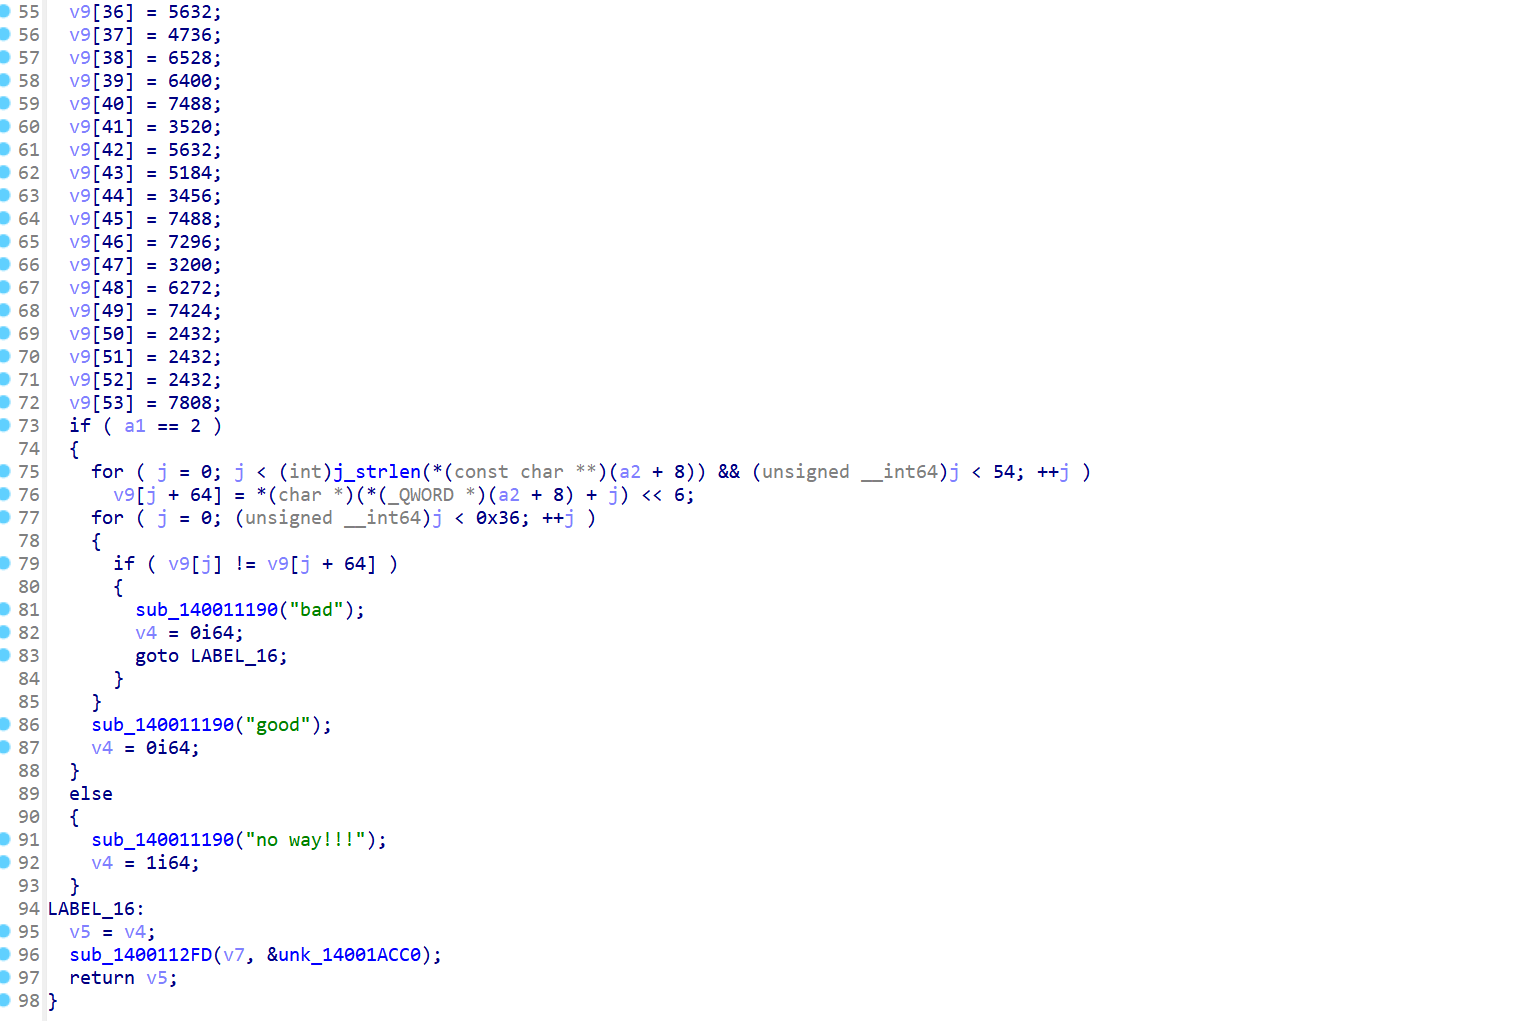 55 v9[36] = 5632;
56 v9[37] = 4736;
57 v9[38] = 6528;
58 v9[39] = 6400;
59 v9[40] = 7488;
60 v9[41] = 3520;
61 v9[42] = 5632;
62 v9[43] = 5184;
63 v9[44] = 3456;
64 v9[45] = 7488;
65 v9[46] = 7296;
66 v9[47] = 3200;
67 v9[48] = 6272;
68 v9[49] = 7424;
69 v9[50] = 2432;
70 v9[51] = 2432;
71 v9[52] = 2432;
72 v9[53] = 7808;
73 if ( a1 == 2 )
74 {
75 for ( j = 0; j < (int)j_strlen(*(const char **)(a2 + 8)) && (unsigned __int64)j < 54; ++j )
76 v9[j + 64] = *(char *)(*(_QWORD *)(a2 + 8) + j) << 6;
77 for ( j = 0; (unsigned __int64)j < 0x36; ++j )
78 {
79 if ( v9[j] != v9[j + 64] )
80 {
81 sub_140011190("bad");
82 v4 = 0i64;
83 goto LABEL_16;
84 }
85 }
86 sub_140011190("good");
87 v4 = 0i64;
88 }
89 else
90 {
91 sub_140011190("no way!!!");
92 v4 = 1i64;
93 }
94 LABEL_16:
95 v5 = v4;
96 sub_1400112FD(v7, &unk_14001ACC0);
97 return v5;
98 }